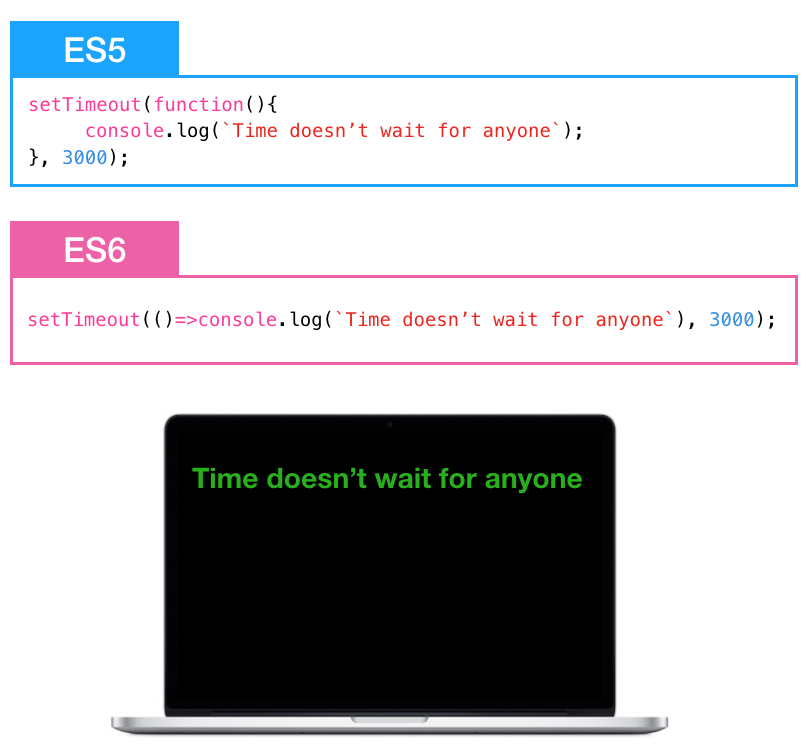 ES5
setTimeout(function(){
console.log(`Time doesn’t wait for anyone`);
}, 3000);
ES6
setTimeout(()=>console.log(`Time doesn’t wait for anyone`), 3000);
Time doesn’t wait for anyone